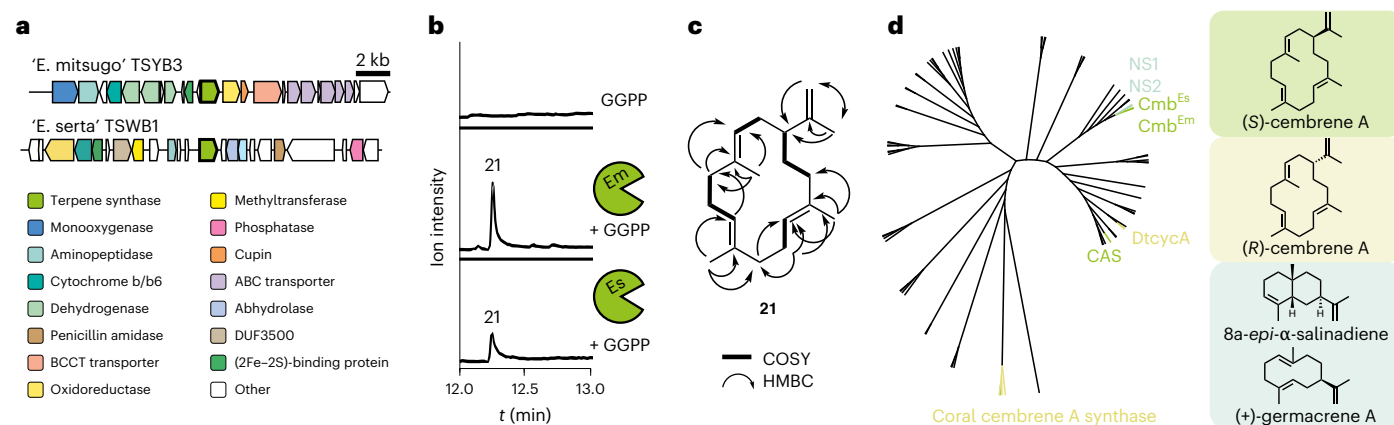 a
'E. mitsugo' TSYB3
2 kb
'E. serta' TSWB1
Terpene synthase
Monooxygenase
Aminopeptidase
Cytochrome b/b6
Dehydrogenase
Penicillin amidase
BCCT transporter
Oxidoreductase
Methyltransferase
Phosphatase
Cupin
ABC transporter
Abhydrolase
DUF3500
(2Fe–2S)-binding protein
Other
b
Ion intensity
GGPP
21
Em
+ GGPP
21
Es
+ GGPP
12.0 12.5 13.0
t (min)
c
21
COSY
HMBC
d
NS1
NS2
Cmb^Es
Cmb^Em
DtcycA
CAS
Coral cembrene A synthase
(S)-cembrene A
(R)-cembrene A
H H
8a-epi-α-salinadiene
(+)-germacrene A